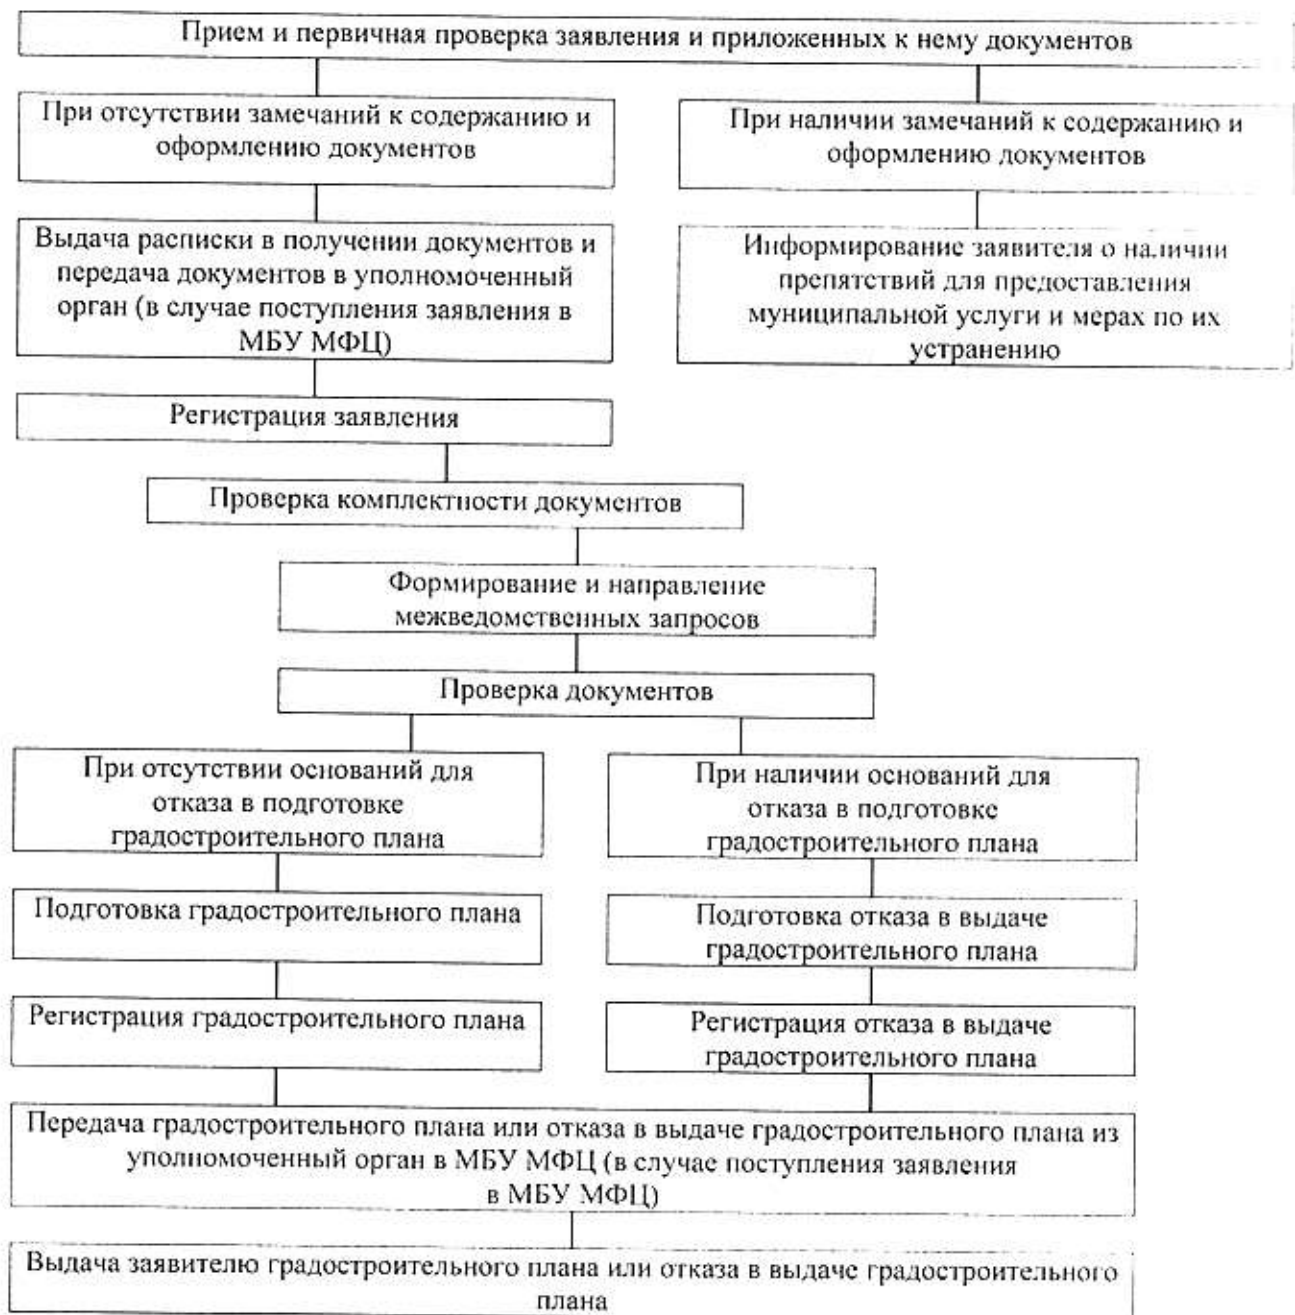 Прием и первичная проверка заявления и приложенных к нему документов
При отсутствии замечаний к содержанию и
оформлению документов
При наличии замечаний к содержанию и
оформлению документов
Выдача расписки в получении документов и
передача документов в уполномоченный
орган (в случае поступления заявления в
МБУ МФЦ)
Информирование заявителя о наличии
препятствий для предоставления
муниципальной услуги и мерах по их
устранению
Регистрация заявления
Проверка комплектности документов
Формирование и направление
межведомственных запросов
Проверка документов
При отсутствии оснований для
отказа в подготовке
градостроительного плана
При наличии оснований для
отказа в подготовке
градостроительного плана
Подготовка градостроительного плана
Подготовка отказа в выдаче
градостроительного плана
Регистрация градостроительного плана
Регистрация отказа в выдаче
градостроительного плана
Передача градостроительного плана или отказа в выдаче градостроительного плана из
уполномоченный орган в МБУ МФЦ (в случае поступления заявления
в МБУ МФЦ)
Выдача заявителю градостроительного плана или отказа в выдаче градостроительного
плана